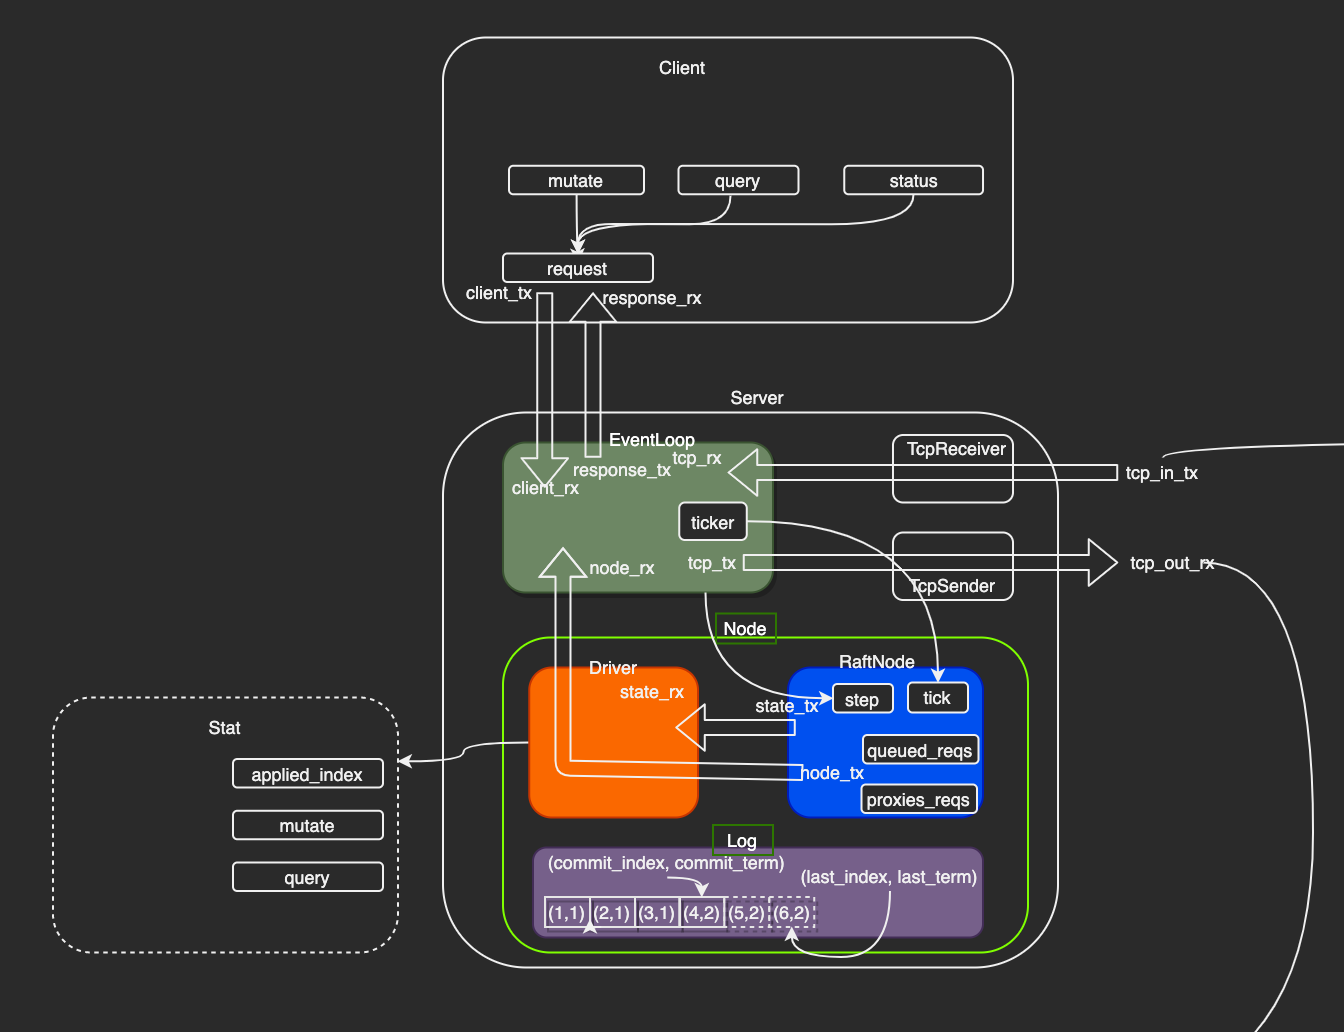 Client
mutate
query
status
request
client_tx
response_rx
Server
EventLoop
tcp_rx
response_tx
client_rx
TcpReceiver
tcp_in_tx
ticker
node_rx
tcp_tx
TcpSender
tcp_out_rx
Node
Driver
state_rx
RaftNode
step
tick
state_tx
queued_reqs
node_tx
proxies_reqs
Stat
applied_index
mutate
query
Log
(commit_index, commit_term)
(last_index, last_term)
(1,1) (2,1) (3,1) (4,2) (5,2) (6,2)